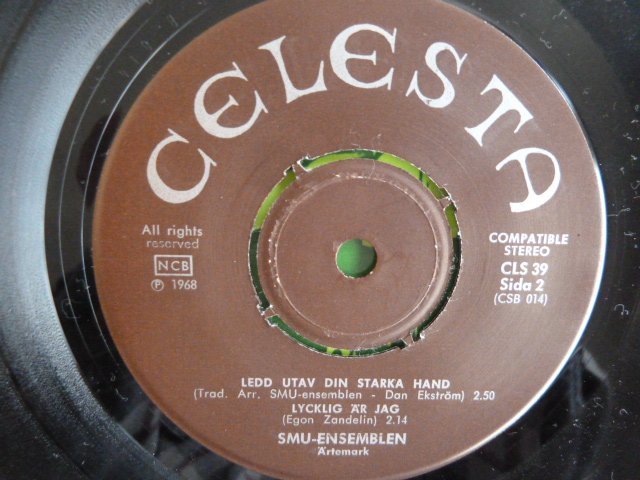 CELESTA
All rights
reserved
NCB
℗ 1968
COMPATIBLE
STEREO
CLS 39
Sida 2
(CSB 014)
LEDD UTAV DIN STARKA HAND
(Trad. Arr. SMU-ensemblen - Dan Ekström) 2.50
LYCKLIG ÄR JAG
(Egon Zandelin) 2.14
SMU-ENSEMBLEN
Ärtemark